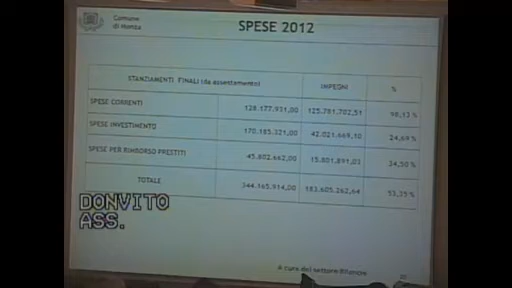 Comune
di Monza
SPESE 2012
STANZIAMENTI FINALI (da assestamento) IMPEGNI %
SPESE CORRENTI 128.177.931,00 125.781.702,51 98,13 %
SPESE INVESTIMENTO 170.185.321,00 42.021.669,10 24,69 %
SPESE PER RIMBORSO PRESTITI 45.802.662,00 15.801.891,03 34,50 %
TOTALE 344.165.914,00 183.605.262,64 53,35 %
DONVITO
ASS.
A cura del settore Bilancio